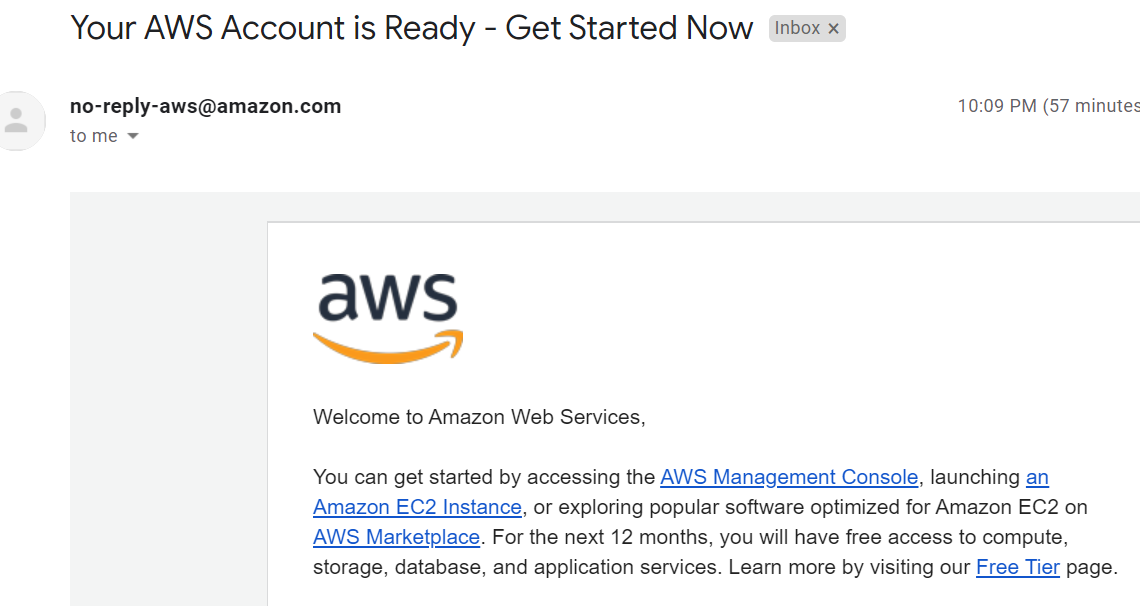 Your AWS Account is Ready - Get Started Now Inbox ×
no-reply-aws@amazon.com 10:09 PM (57 minutes
to me
aws
Welcome to Amazon Web Services,
You can get started by accessing the AWS Management Console, launching an
Amazon EC2 Instance, or exploring popular software optimized for Amazon EC2 on
AWS Marketplace. For the next 12 months, you will have free access to compute,
storage, database, and application services. Learn more by visiting our Free Tier page.